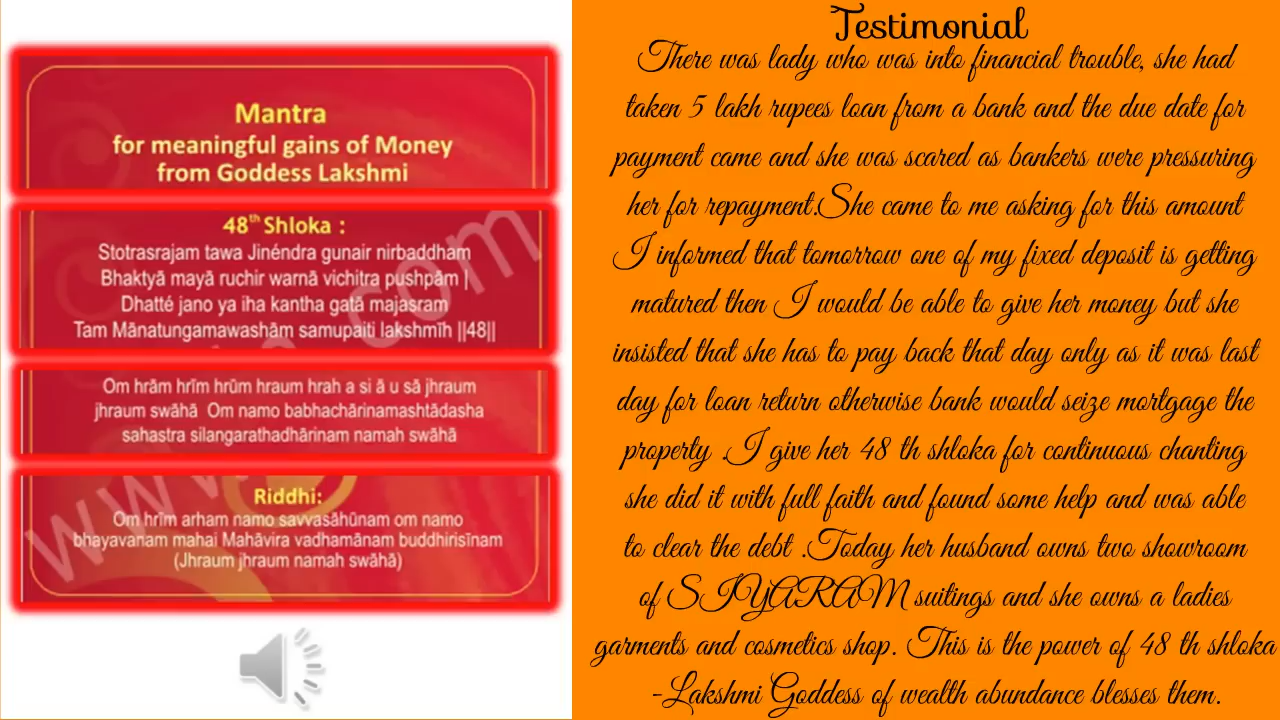 Mantra
for meaningful gains of Money
from Goddess Lakshmi
48th Shloka :
Stotrasrajam tawa Jinéndra gunair nirbaddham
Bhaktyā mayā ruchir warnā vichitra pushpām |
Dhatté jano ya iha kantha gatā majasram
Tam Mānatungamawashām samupaiti lakshmīh ||48||
Om hrām hrīm hrūm hraum hrah a si ā u sā jhraum
jhraum swāhā Om namo babhachārinamashtādasha
sahastra silangarathadhārinam namah swāhā
Riddhi:
Om hrīm arham namo savvasāhūnam om namo
bhayavanam mahai Mahāvira vadhamānam buddhirisīnam
(Jhraum jhraum namah swāhā)
Testimonial
There was lady who was into financial trouble, she had
taken 5 lakh rupees loan from a bank and the due date for
payment came and she was scared as bankers were pressuring
her for repayment.She came to me asking for this amount
I informed that tomorrow one of my fixed deposit is getting
matured then I would be able to give her money but she
insisted that she has to pay back that day only as it was last
day for loan return otherwise bank would seize mortgage the
property .I give her 48 th shloka for continuous chanting
she did it with full faith and found some help and was able
to clear the debt .Today her husband owns two showroom
of SIYARAM suitings and she owns a ladies
garments and cosmetics shop. This is the power of 48 th shloka
-Lakshmi Goddess of wealth abundance blesses them.